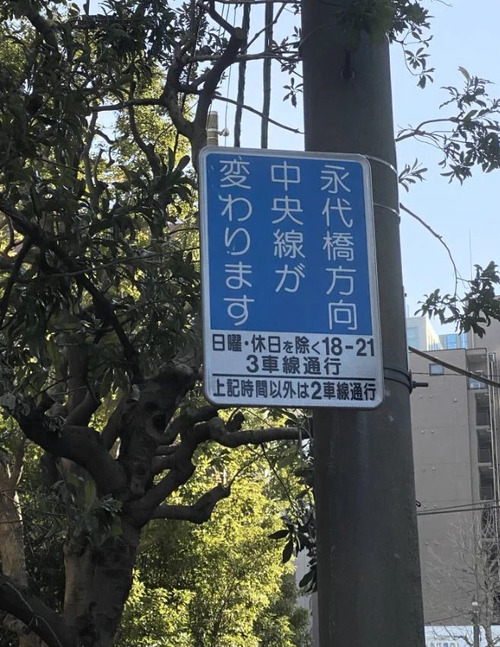 永代橋方向
中央線が
変わります
日曜・休日を除く18-21
3車線通行
上記時間以外は2車線通行